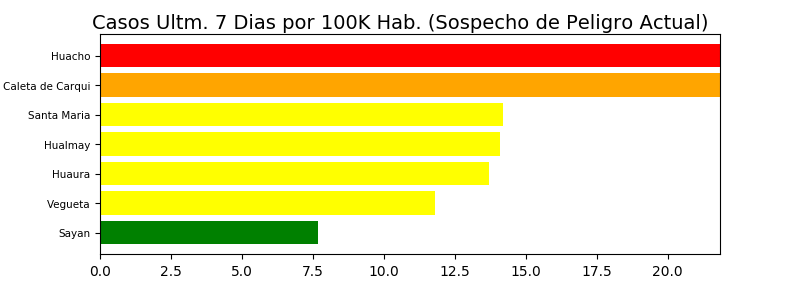 Casos Ultm. 7 Dias por 100K Hab. (Sospecho de Peligro Actual)
Huacho
Caleta de Carqui
Santa Maria
Hualmay
Huaura
Vegueta
Sayan
0.0 2.5 5.0 7.5 10.0 12.5 15.0 17.5 20.0